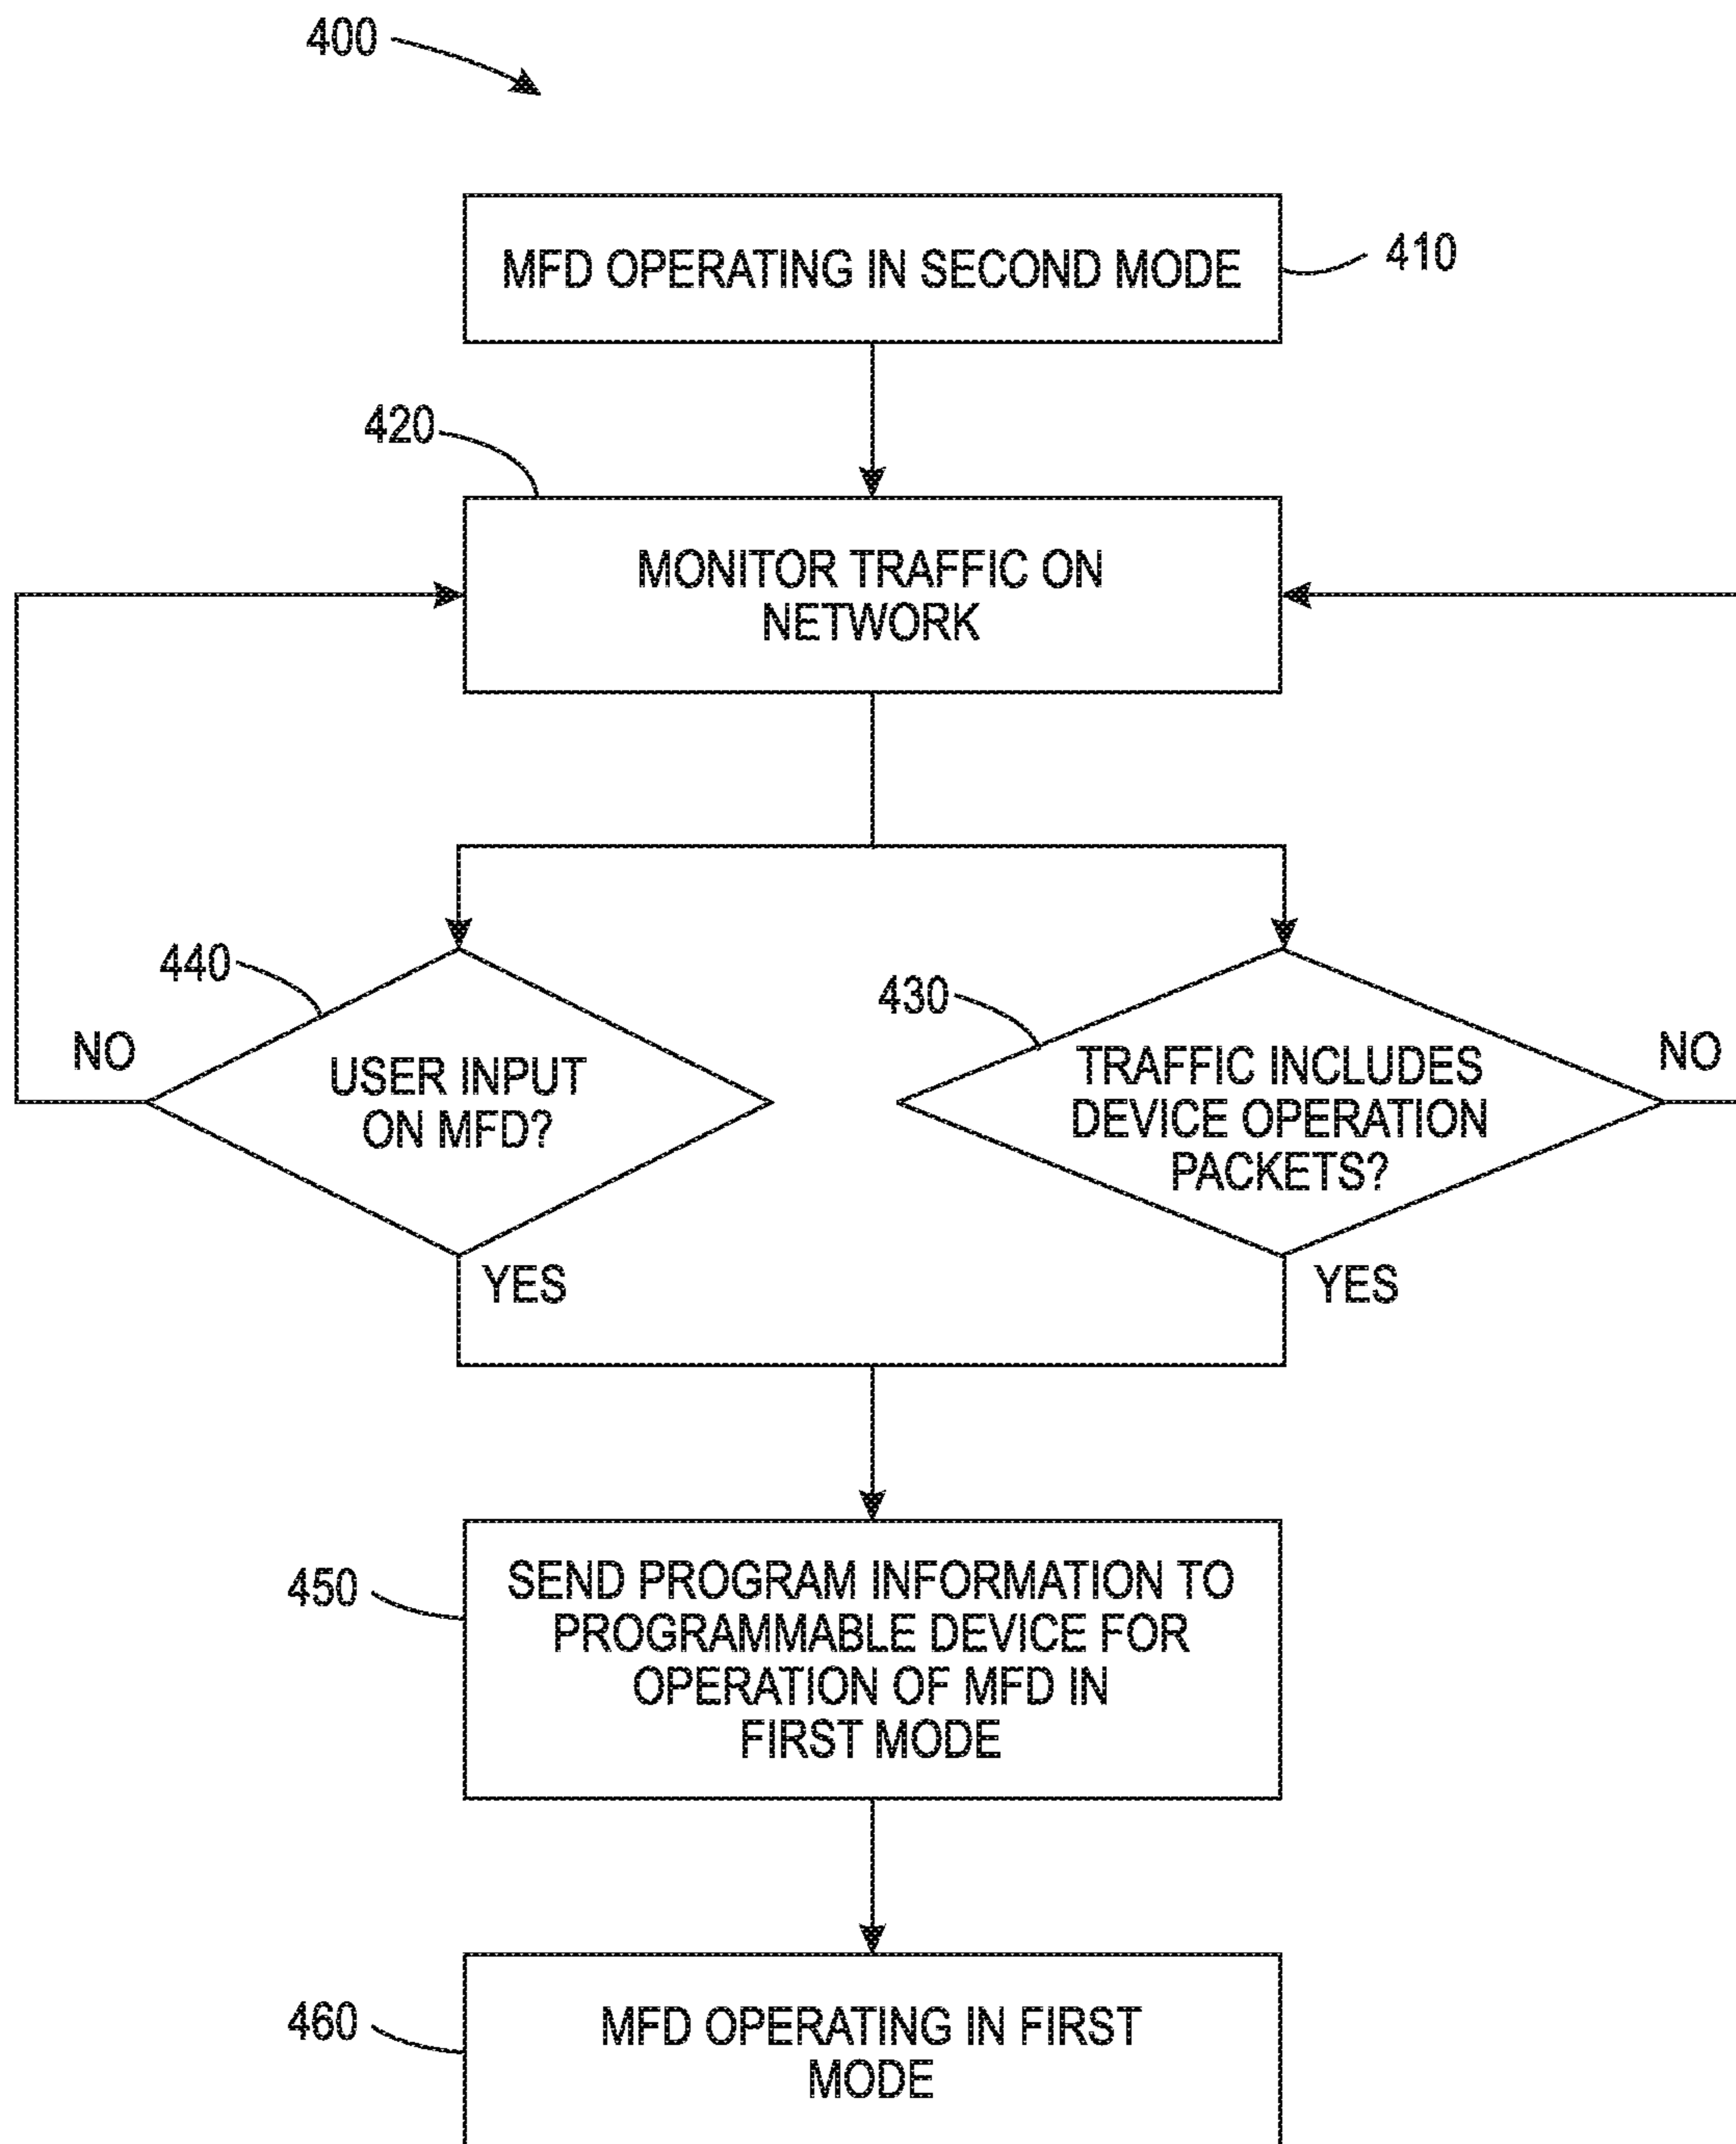 400
MFD OPERATING IN SECOND MODE
410
420
MONITOR TRAFFIC ON
NETWORK
440
430
NO
USER INPUT
ON MFD?
TRAFFIC INCLUDES
DEVICE OPERATION
PACKETS?
NO
YES
YES
450
SEND PROGRAM INFORMATION TO
PROGRAMMABLE DEVICE FOR
OPERATION OF MFD IN
FIRST MODE
460
MFD OPERATING IN FIRST
MODE